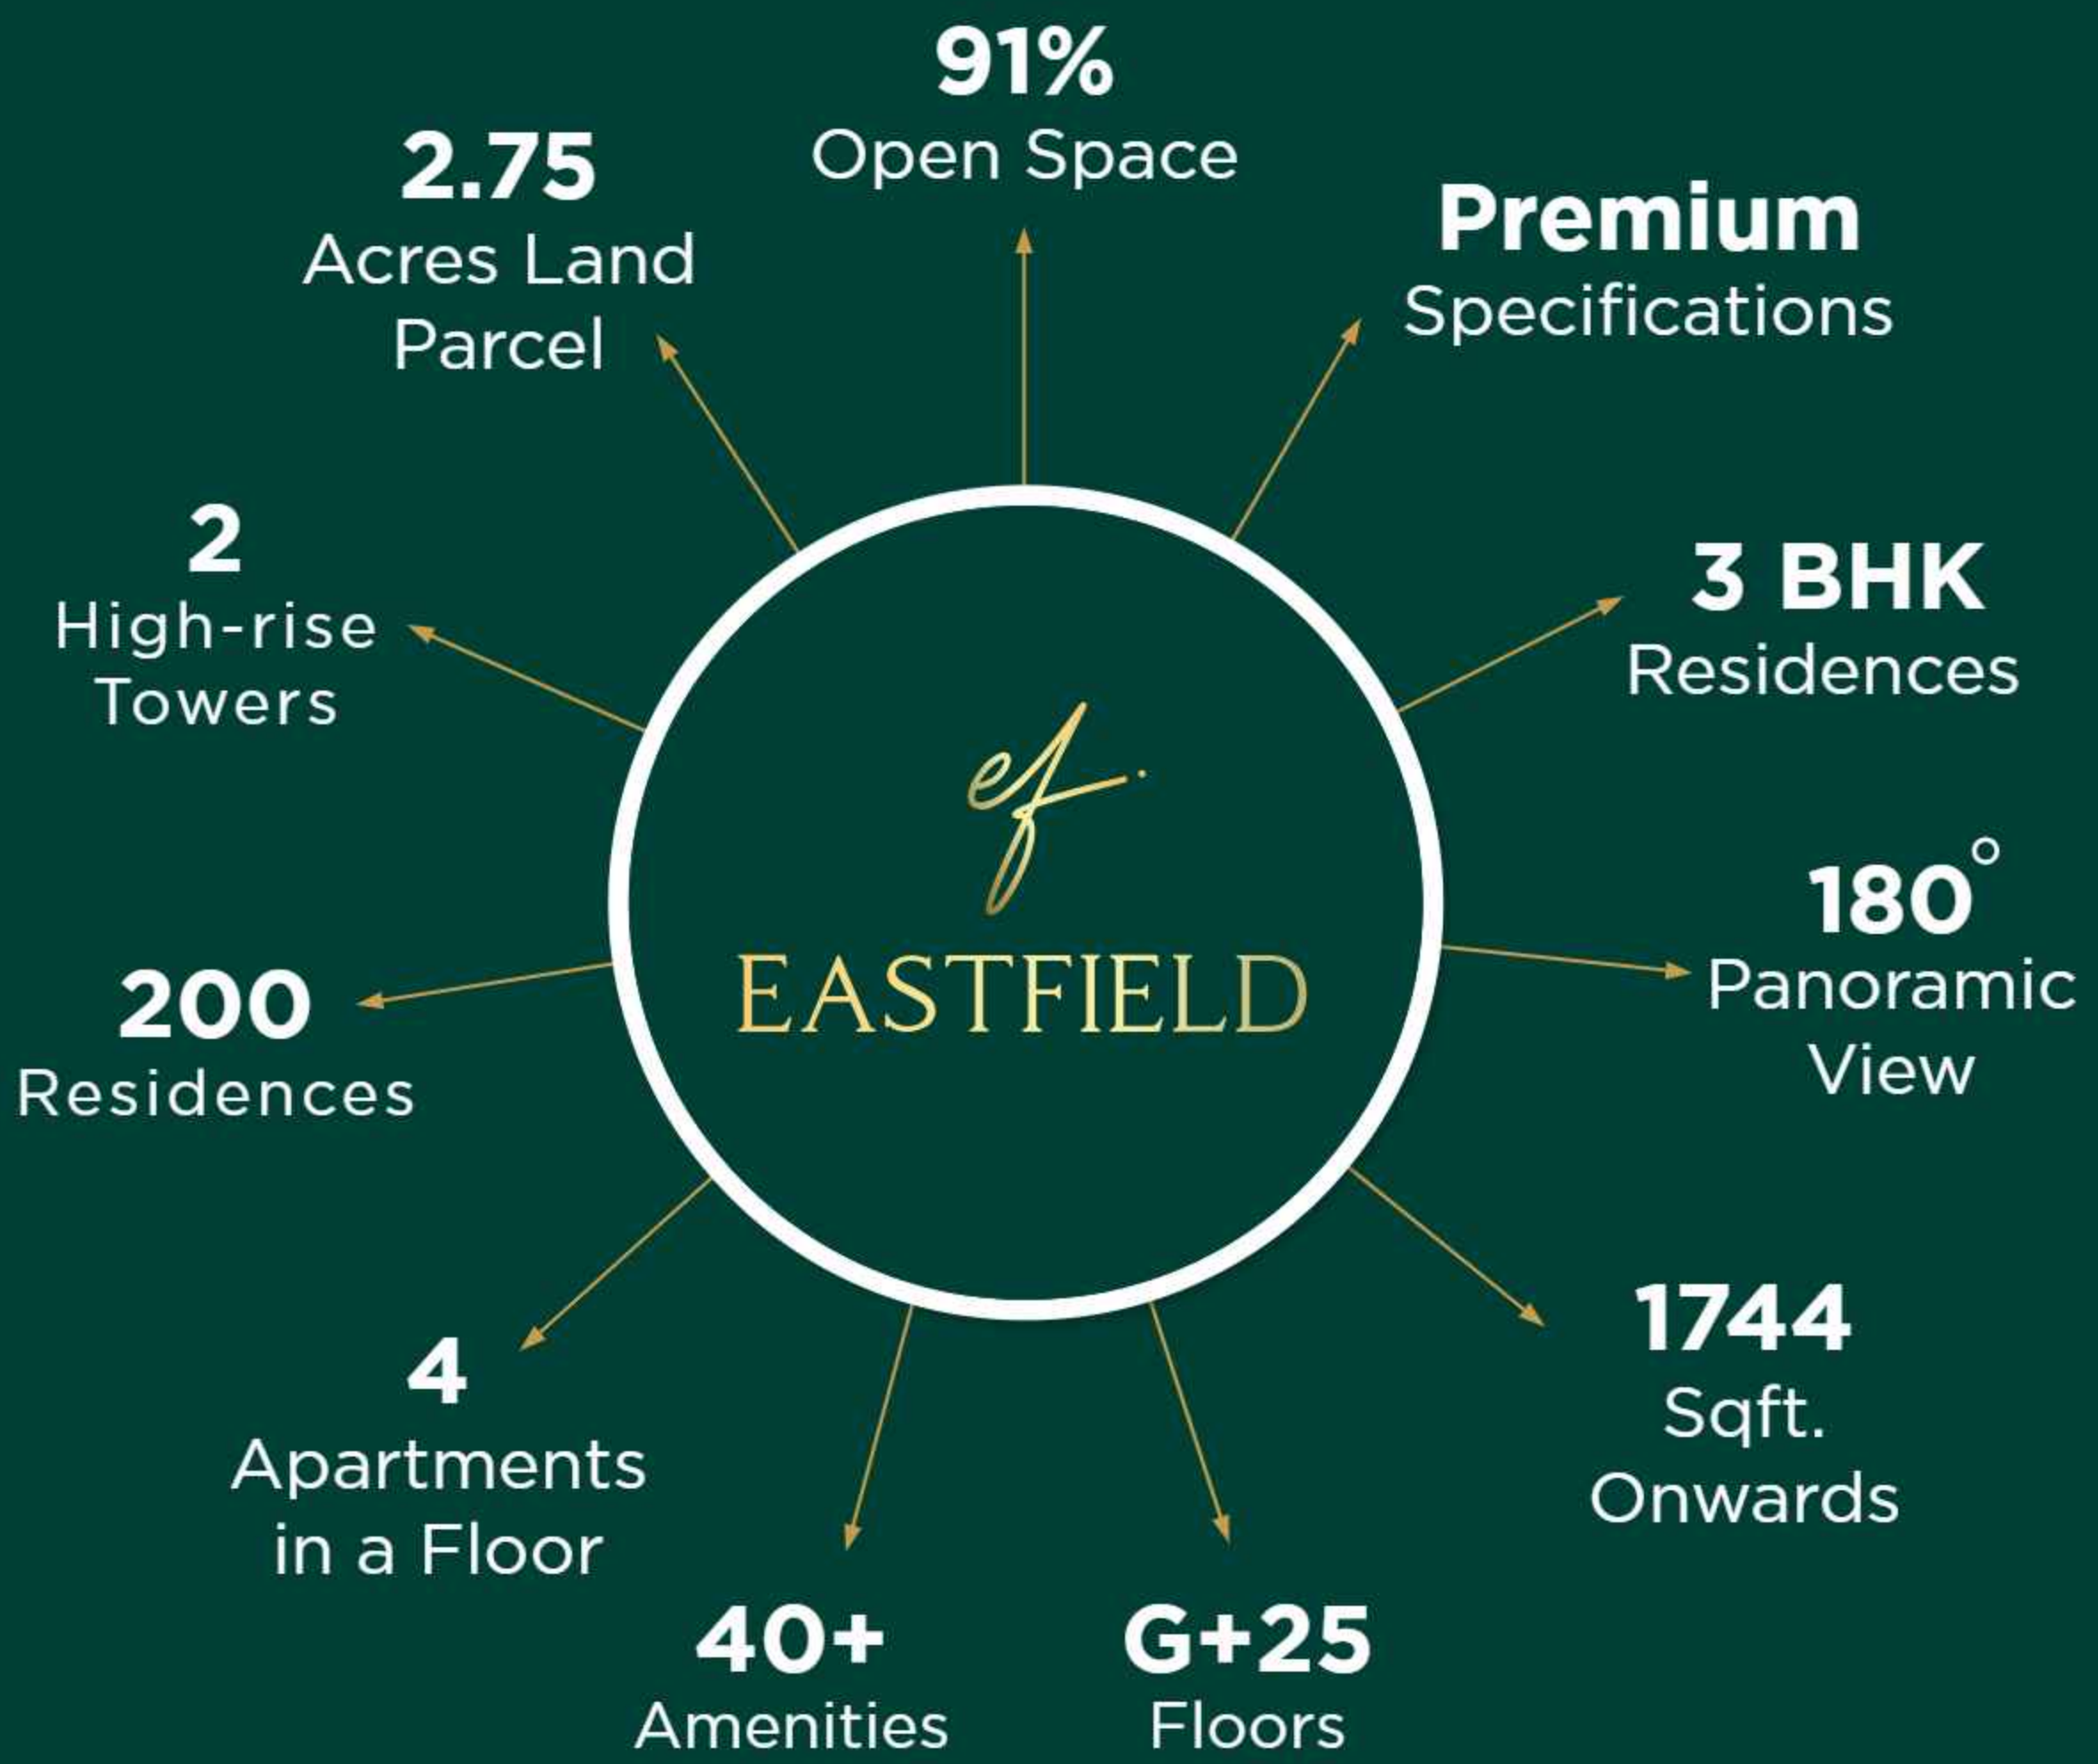 91%
Open Space
2.75
Acres Land
Parcel
Premium
Specifications
2
High-rise
Towers
3 BHK
Residences
ef.
EASTFIELD
180°
Panoramic
View
200
Residences
4
Apartments
in a Floor
1744
Sqft.
Onwards
40+
Amenities
G+25
Floors